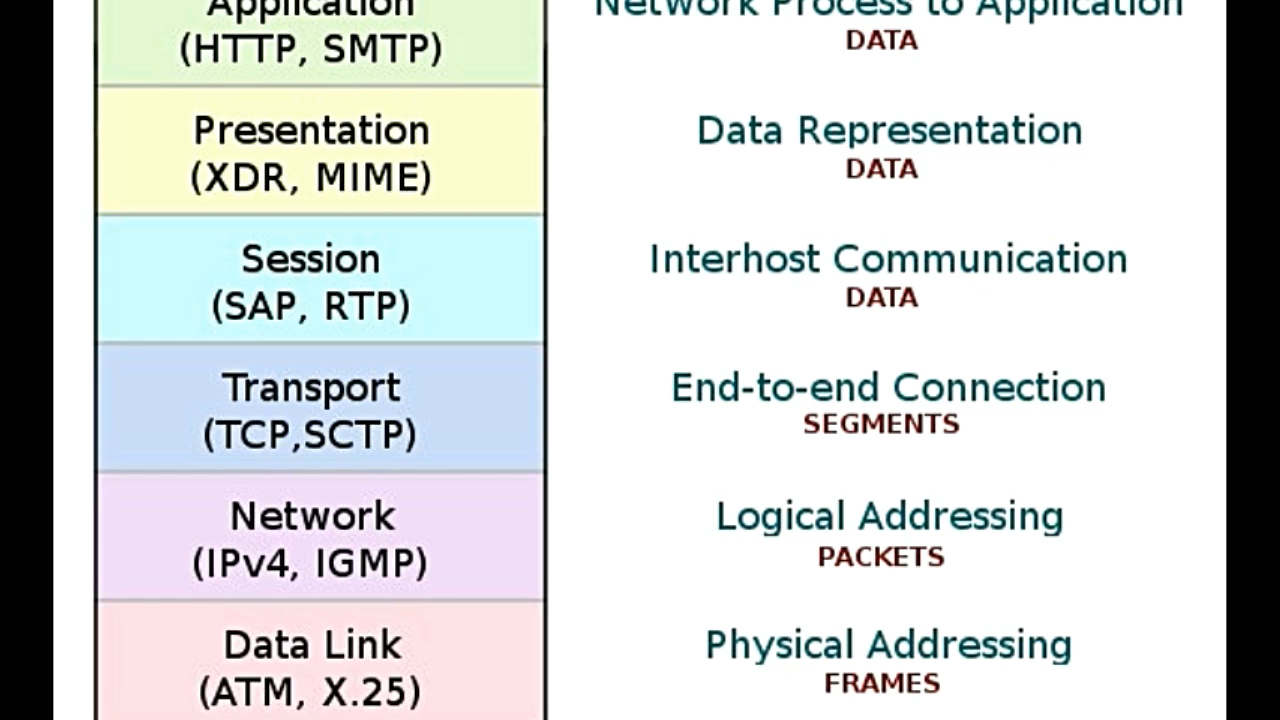 Application
(HTTP, SMTP)
Network Process to Application
DATA
Presentation
(XDR, MIME)
Data Representation
DATA
Session
(SAP, RTP)
Interhost Communication
DATA
Transport
(TCP,SCTP)
End-to-end Connection
SEGMENTS
Network
(IPv4, IGMP)
Logical Addressing
PACKETS
Data Link
(ATM, X.25)
Physical Addressing
FRAMES